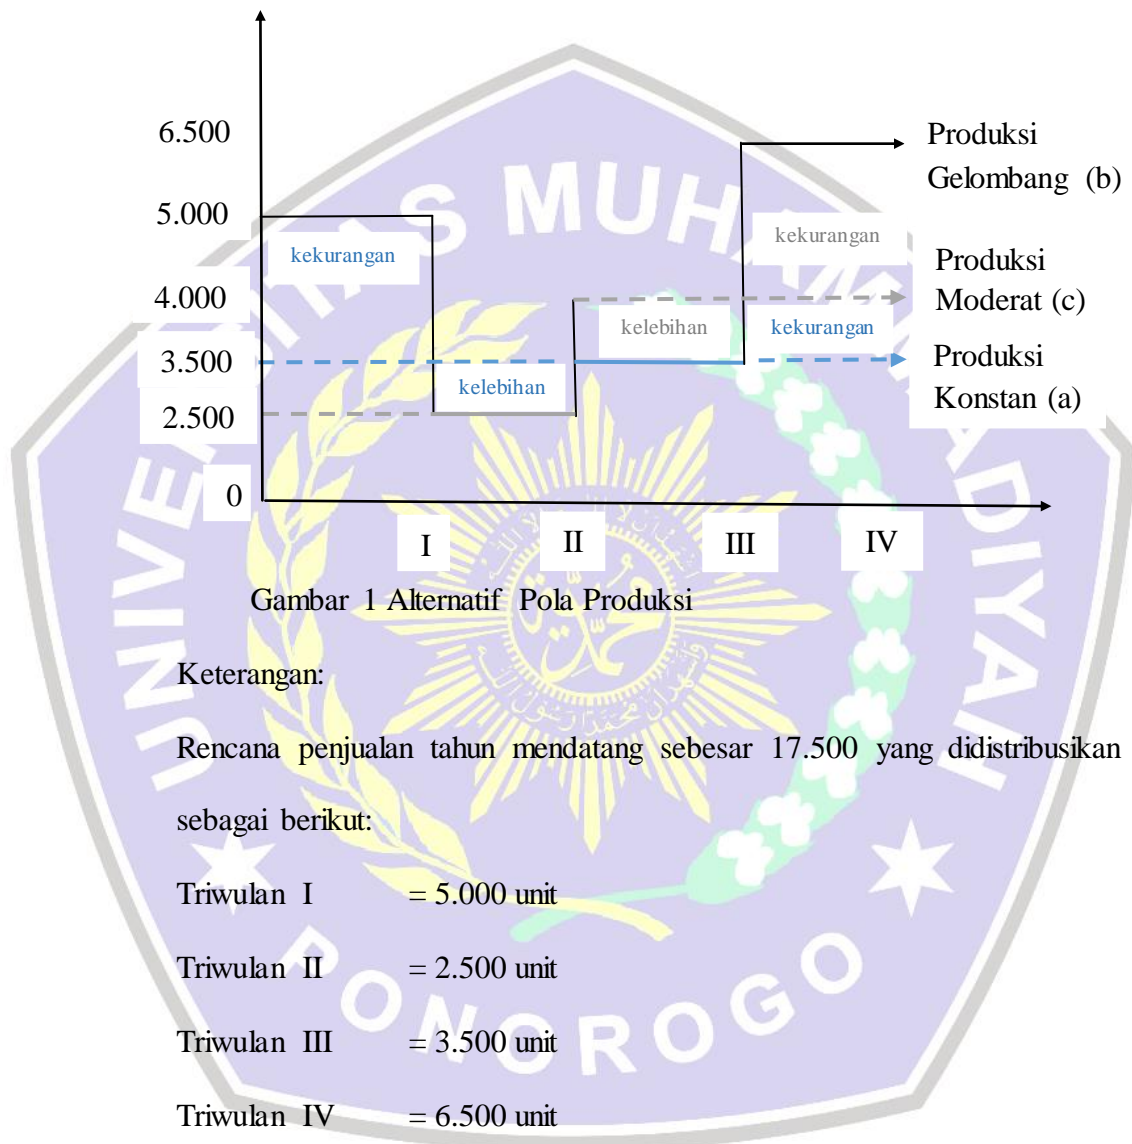 6.500
Produksi
Gelombang (b)
5.000
kekurangan
kekurangan
Produksi
4.000
Moderat (c)
kelebihan
kekurangan
3.500
Produksi
kelebihan
Konstan (a)
2.500
0
I II III IV
Gambar 1 Alternatif Pola Produksi
Keterangan:
Rencana penjualan tahun mendatang sebesar 17.500 yang didistribusikan
sebagai berikut:
Triwulan I = 5.000 unit
Triwulan II = 2.500 unit
Triwulan III = 3.500 unit
Triwulan IV = 6.500 unit
UNIVERSITAS MUHAMMADIYAH
PONOROGO